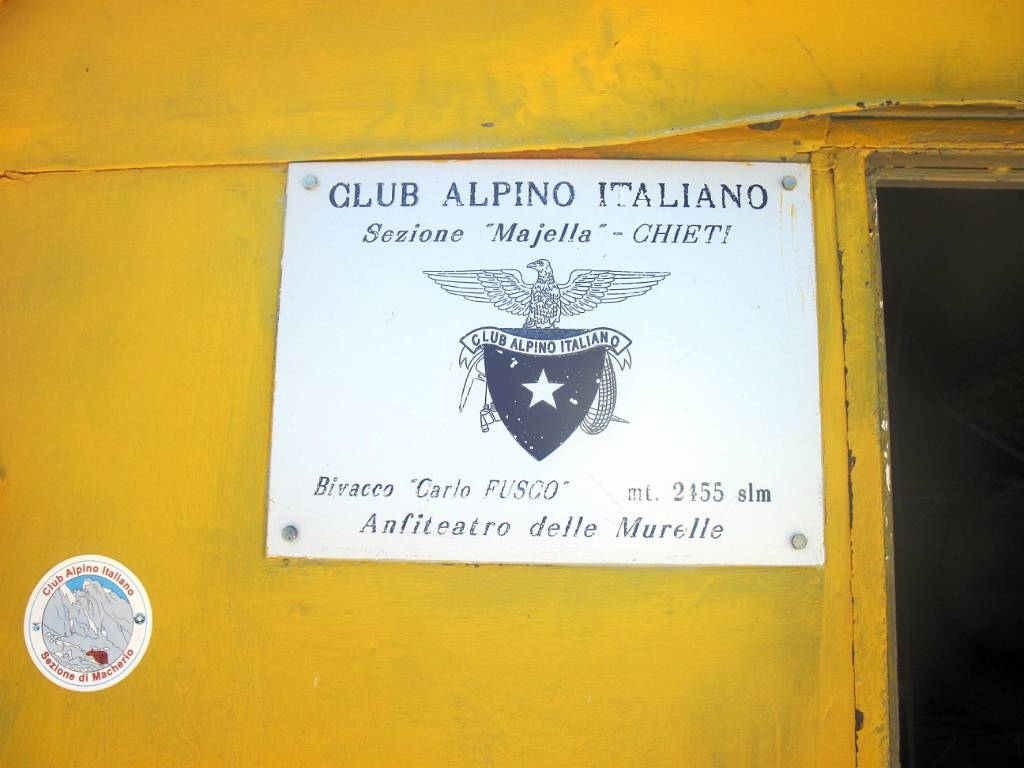 CLUB ALPINO ITALIANO
Sezione "Majella" - CHIETI
CLUB ALPINO ITALIANO
Bivacco "Carlo FUSCO" mt. 2455 slm
Anfiteatro delle Murelle
Club Alpino Italiano
Sezione di Macherio